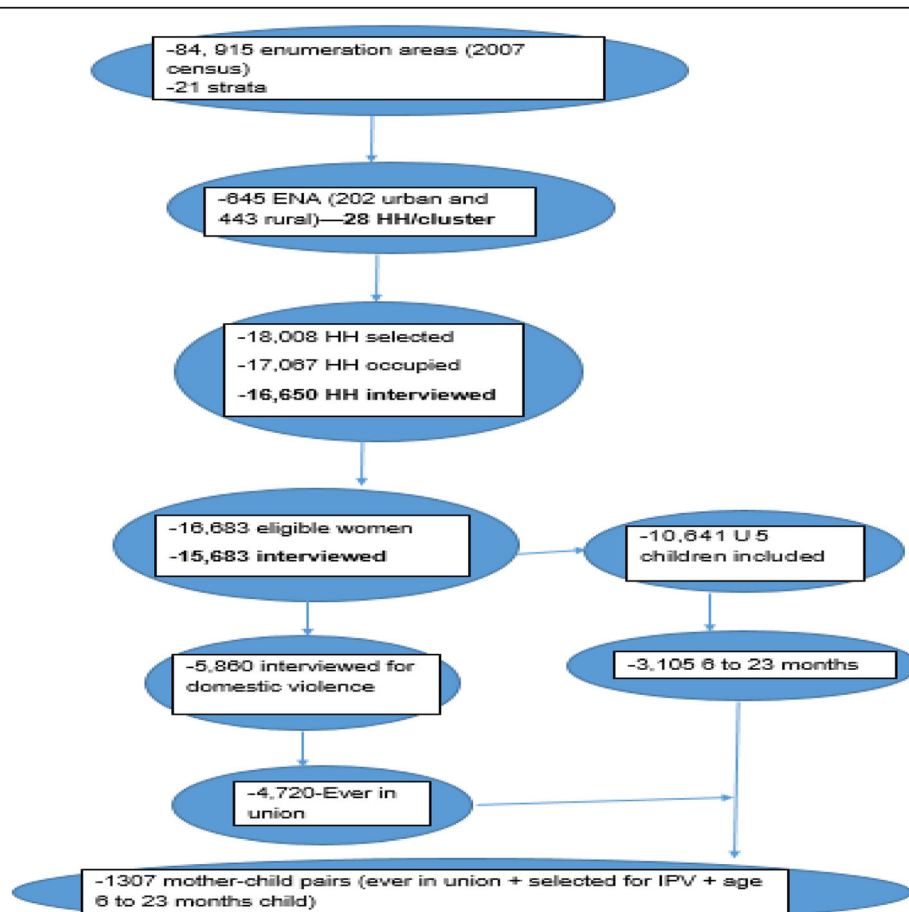 -84, 915 enumeration areas (2007
census)
-21 strata
-645 ENA (202 urban and
443 rural)—28 HH/cluster
-18,008 HH selected
-17,067 HH occupied
-16,650 HH interviewed
-16,683 eligible women
-15,683 interviewed
-10,641 U 5
children included
-5,860 interviewed for
domestic violence
-3,105 6 to 23 months
-4,720-Ever in
union
-1307 mother-child pairs (ever in union + selected for IPV + age
6 to 23 months child)